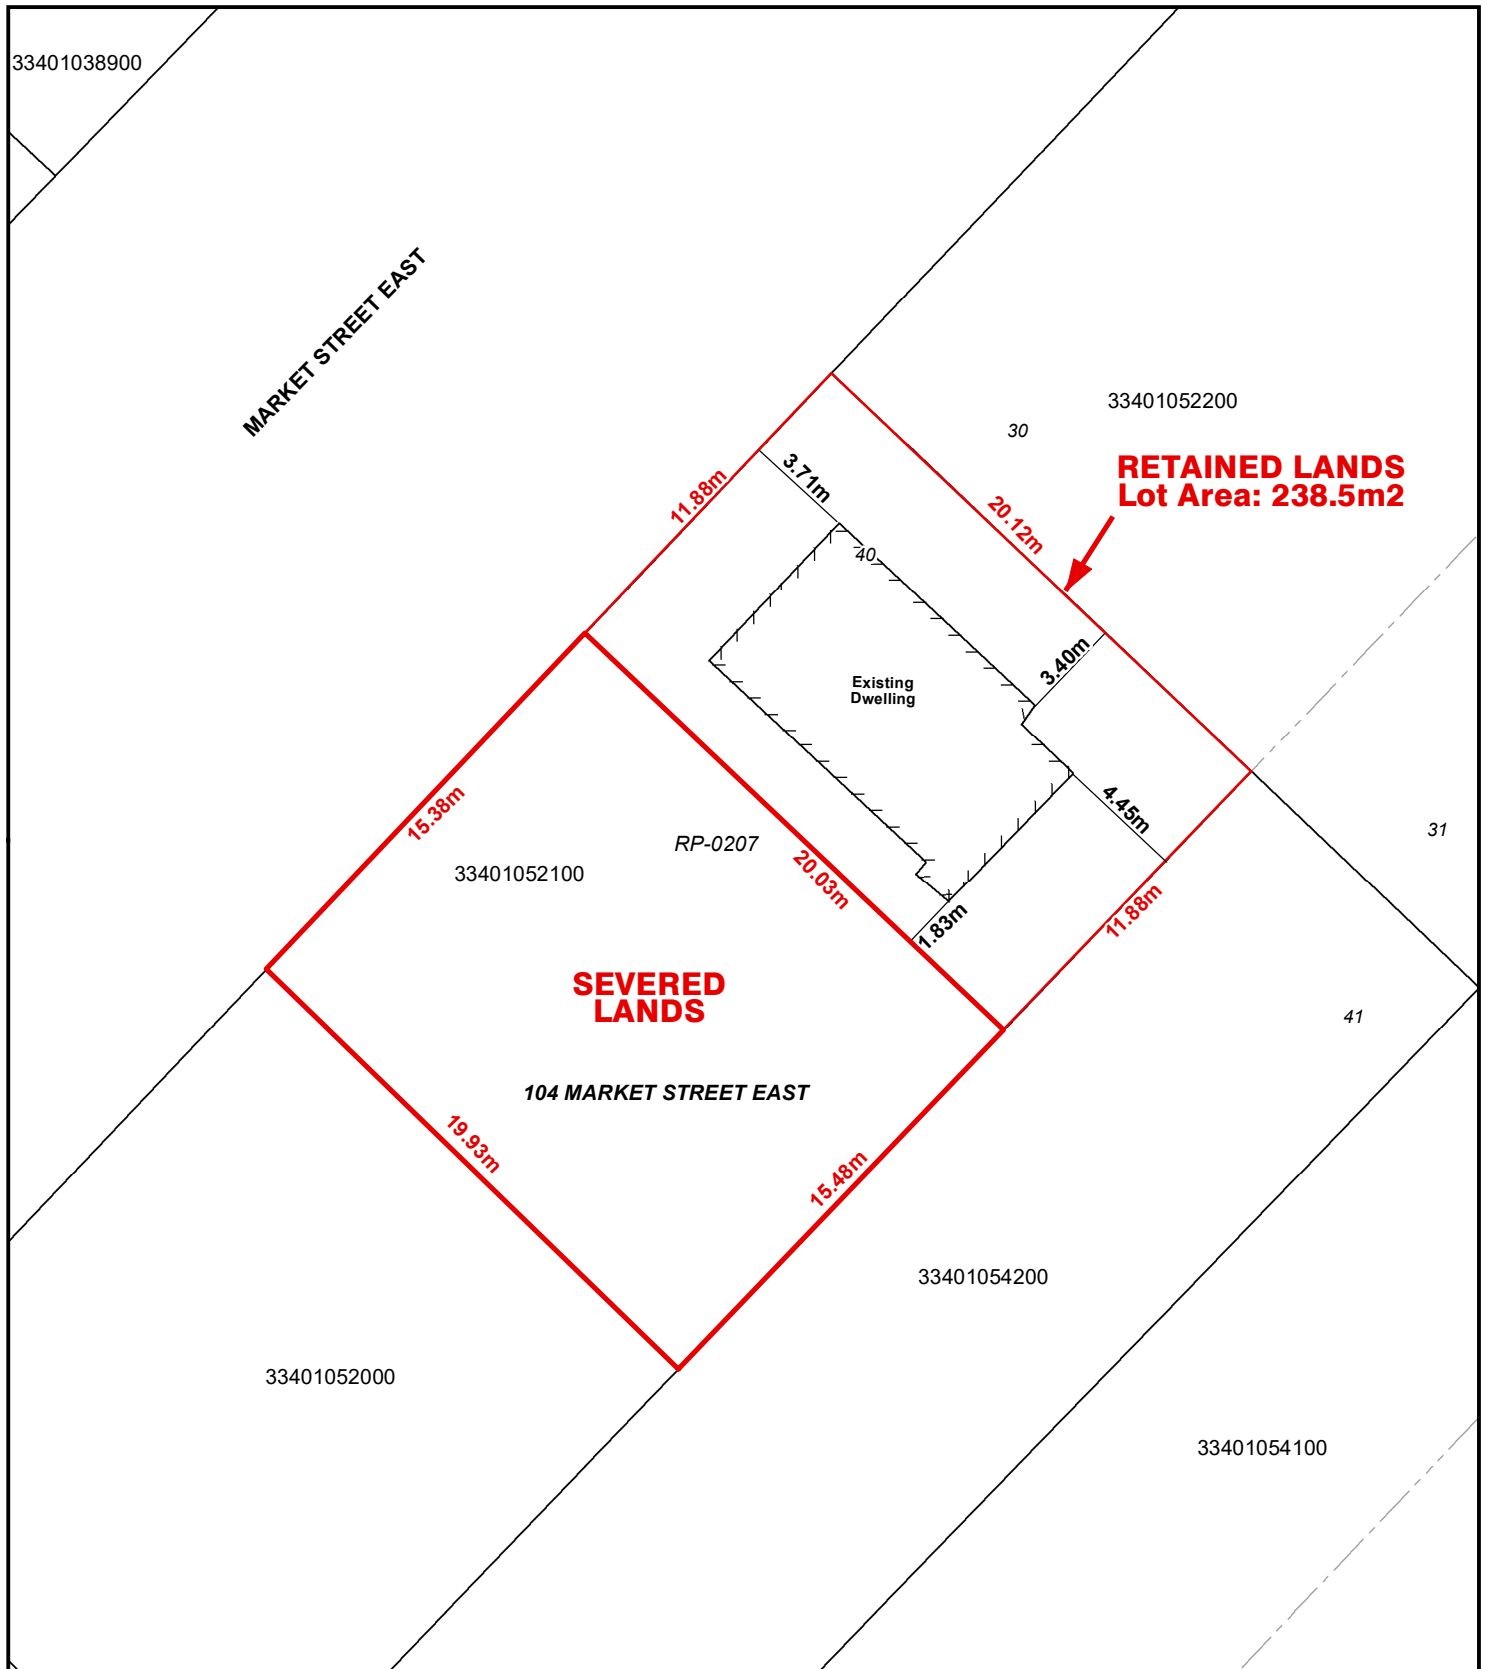 33401038900
MARKET STREET EAST
33401052200
30
RETAINED LANDS
Lot Area: 238.5m2
3.71m
11.88m
20.12m
40
3.40m
Existing
Dwelling
15.38m
4.45m
31
RP-0207
33401052100
20.03m
1.83m
11.88m
SEVERED
LANDS
41
104 MARKET STREET EAST
19.93m
15.48m
33401054200
33401052000
33401054100